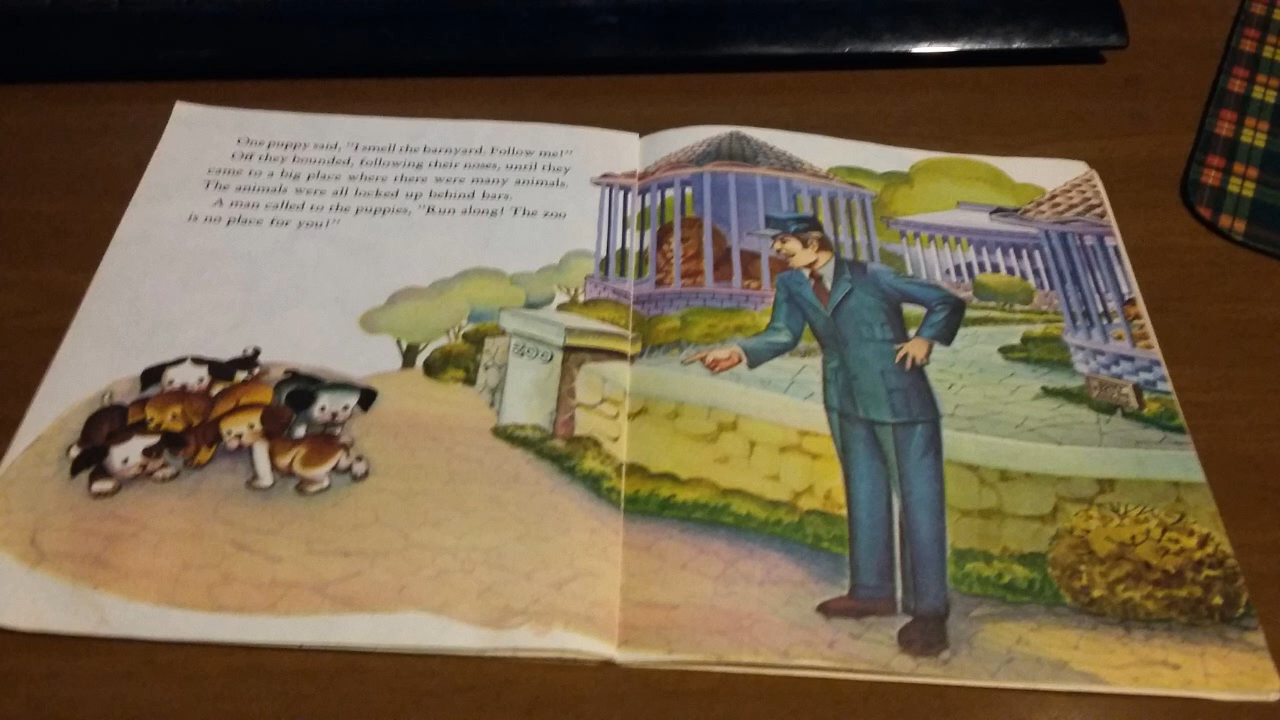 One puppy said, "I smell the barnyard. Follow me!"
Off they bounded, following their noses, until they
came to a big place where there were many animals.
The animals were all locked up behind bars.
A man called to the puppies, "Run along! The zoo
is no place for you!"
ZOO